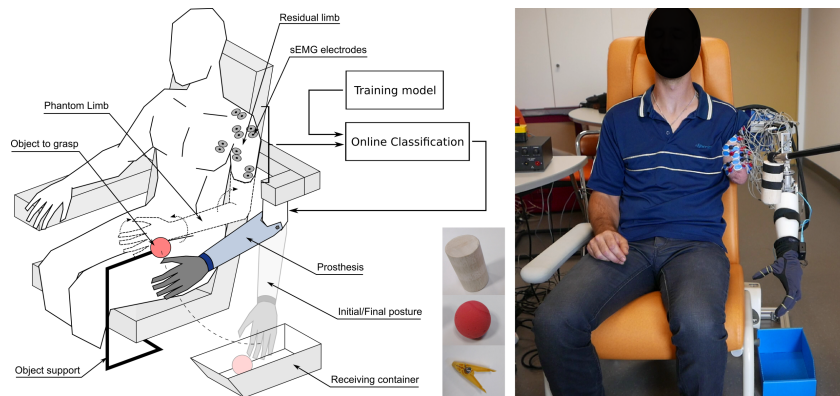 Residual limb
sEMG electrodes
Training model
Phantom Limb
Object to grasp
Online Classification
Prosthesis
Initial/Final posture
Object support
Receiving container